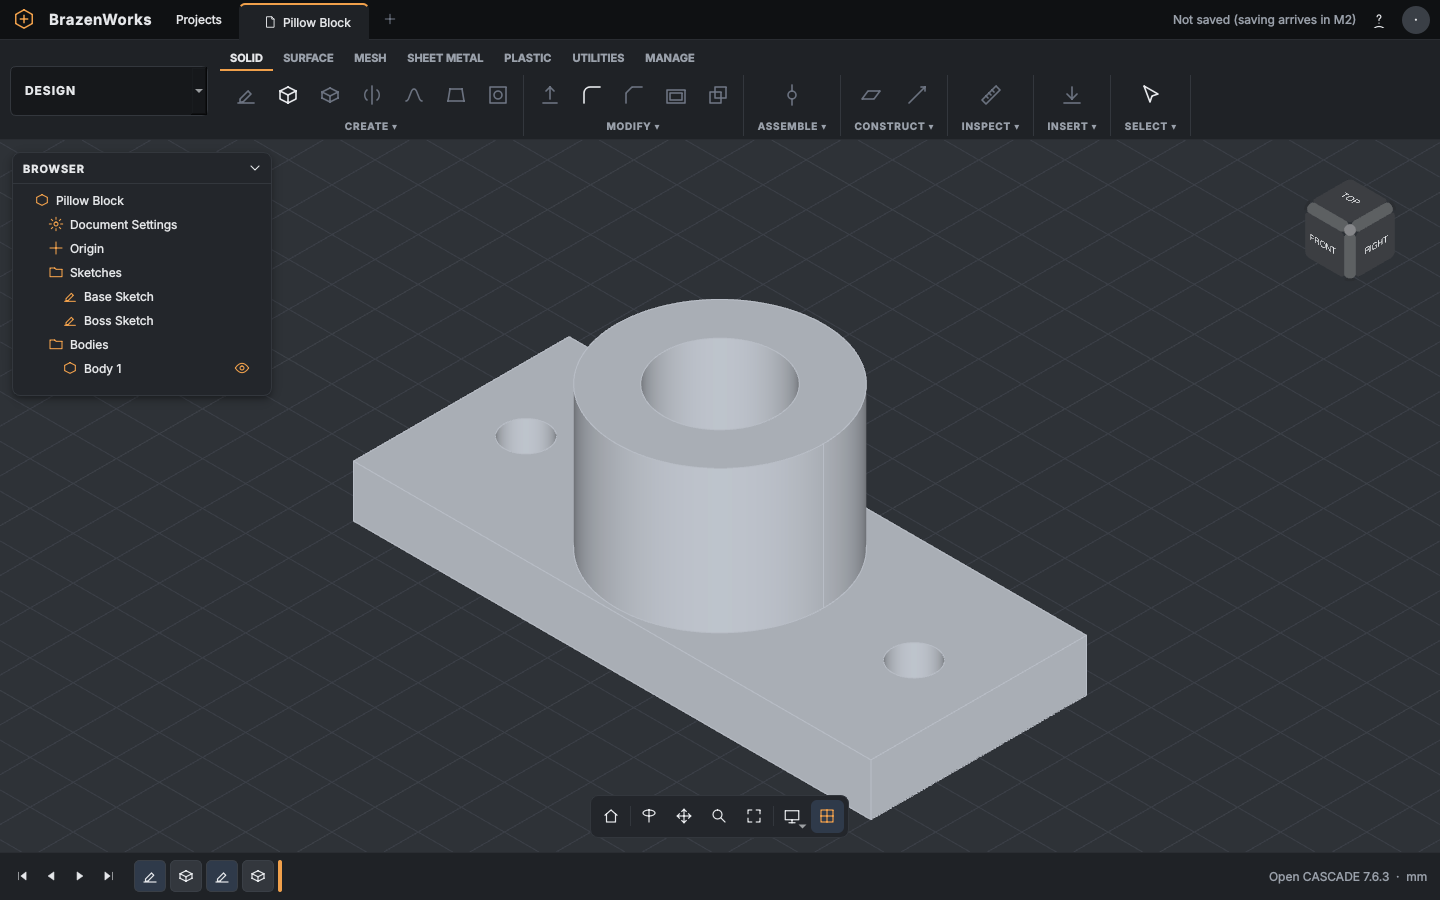 BrazenWorks
Projects
Pillow Block
Not saved (saving arrives in M2)
DESIGN
SOLID
SURFACE
MESH
SHEET METAL
PLASTIC
UTILITIES
MANAGE
CREATE
MODIFY
ASSEMBLE
CONSTRUCT
INSPECT
INSERT
SELECT
BROWSER
Pillow Block
Document Settings
Origin
Sketches
Base Sketch
Boss Sketch
Bodies
Body 1
TOP
FRONT
RIGHT
Open CASCADE 7.6.3 · mm